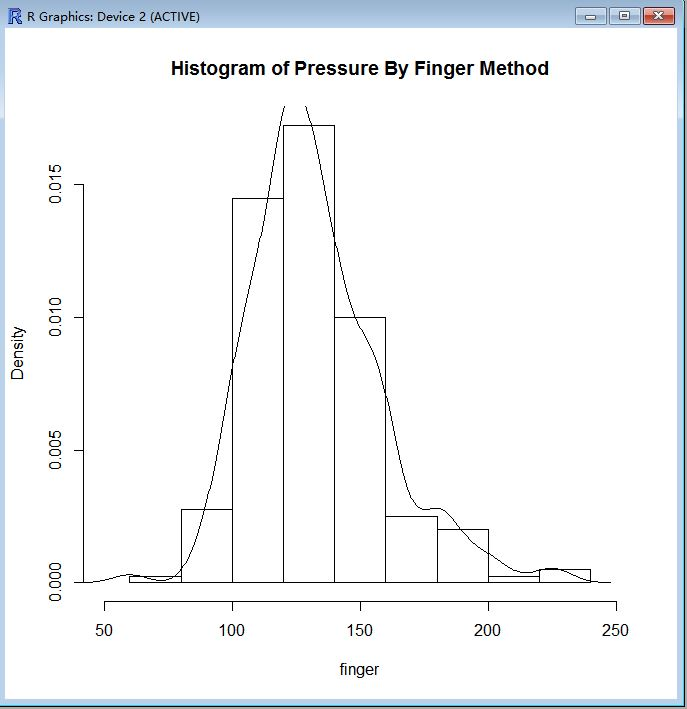 R Graphics: Device 2 (ACTIVE)
Histogram of Pressure By Finger Method
Density
0.015
0.010
0.005
0.000
50 100 150 200 250
finger